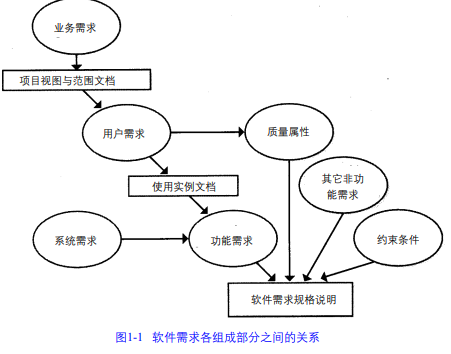 业务需求
项目视图与范围文档
用户需求
质量属性
其它非功
能需求
使用实例文档
系统需求
功能需求
约束条件
软件需求规格说明
图1-1 软件需求各组成部分之间的关系